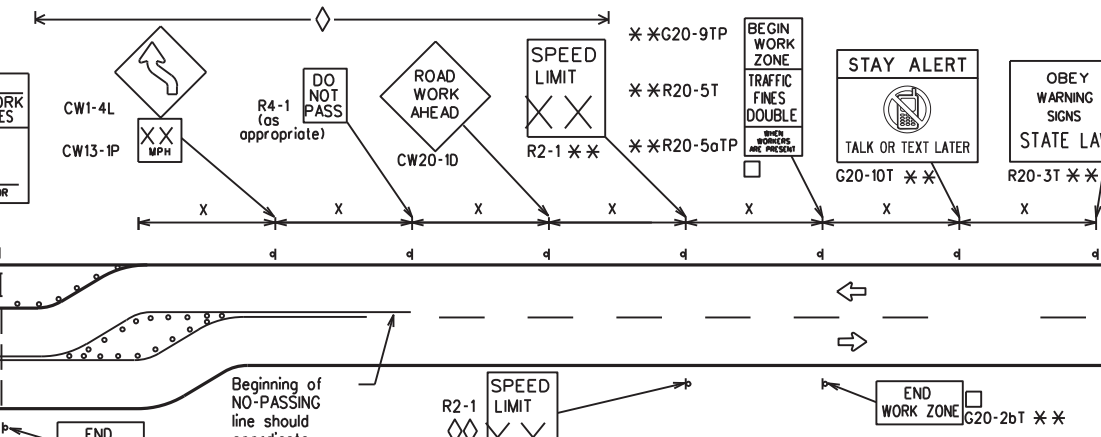 CW1-4L
XX
MPH
CW13-1P
R4-1
(as
appropriate)
DO
NOT
PASS
ROAD
WORK
AHEAD
CW20-1D
SPEED
LIMIT
XX
R2-1 **
**G20-9TP
**R20-5T
**R20-5aTP
BEGIN
WORK
ZONE
TRAFFIC
FINES
DOUBLE
WHEN
WORKERS
ARE PRESENT
STAY ALERT
TALK OR TEXT LATER
G20-10T **
OBEY
WARNING
SIGNS
STATE LA
R20-3T **
X X X X X X X
Beginning of
NO-PASSING
line should
R2-1
SPEED
LIMIT
END
WORK ZONE
G20-2bT **
END